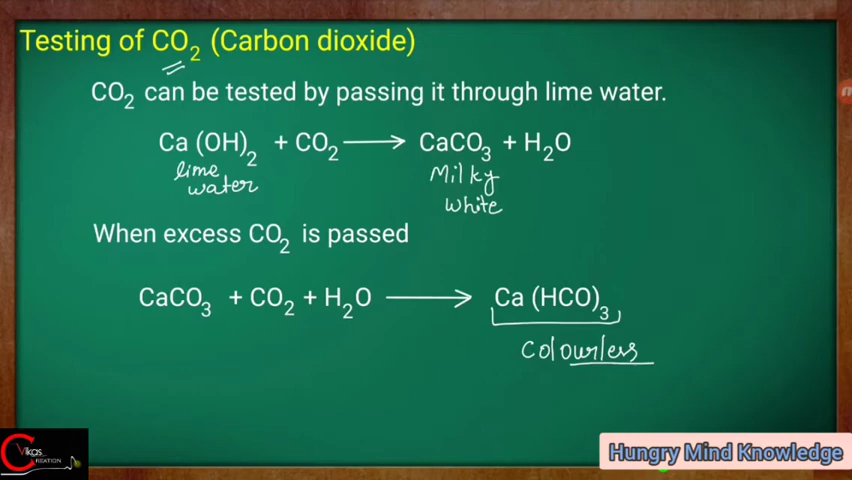 Testing of CO₂ (Carbon dioxide)
CO₂ can be tested by passing it through lime water.
Ca (OH)₂ + CO₂ ⟶ CaCO₃ + H₂O
lime water
Milky white
When excess CO₂ is passed
CaCO₃ + CO₂ + H₂O ⟶ Ca (HCO)₃
Colourless
Vikas CREATION
Hungry Mind Knowledge